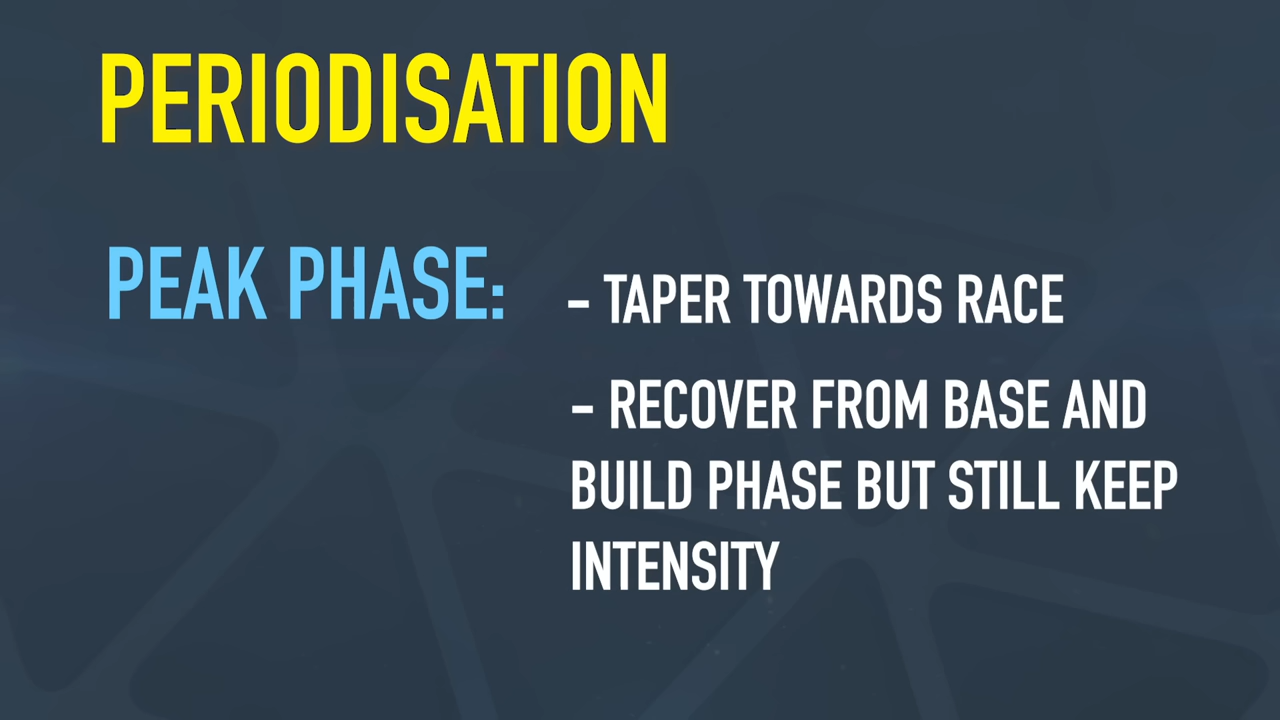 PERIODISATION
PEAK PHASE:
- TAPER TOWARDS RACE
- RECOVER FROM BASE AND
BUILD PHASE BUT STILL KEEP
INTENSITY